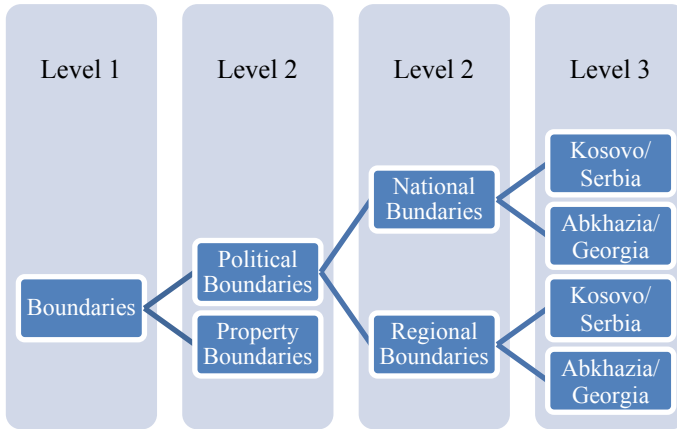 Level 1
Level 2
Level 2
Level 3
Boundaries
Political
Boundaries
Property
Boundaries
National
Bundaries
Regional
Boundaries
Kosovo/
Serbia
Abkhazia/
Georgia
Kosovo/
Serbia
Abkhazia/
Georgia